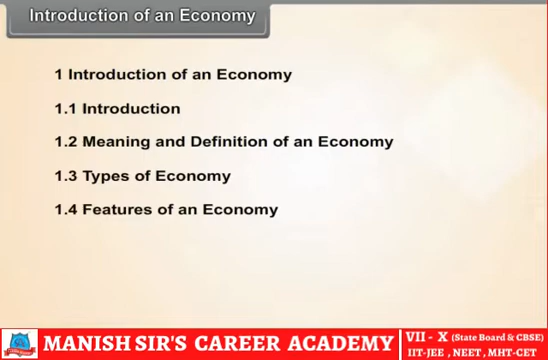 Introduction of an Economy
1 Introduction of an Economy
1.1 Introduction
1.2 Meaning and Definition of an Economy
1.3 Types of Economy
1.4 Features of an Economy
MANISH SIR'S CAREER ACADEMY
VII - X (State Board & CBSE)
IIT-JEE , NEET , MHT-CET